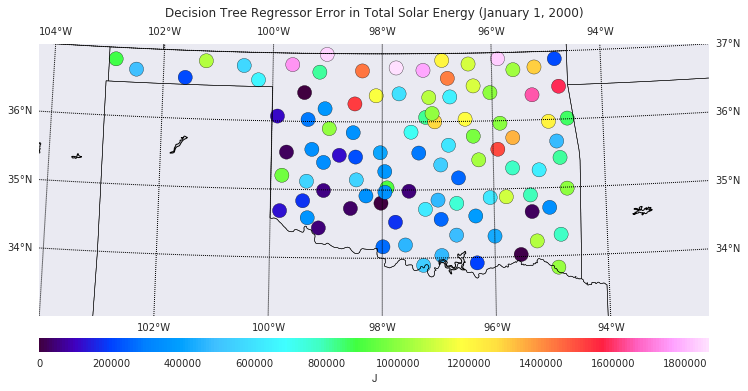 Decision Tree Regressor Error in Total Solar Energy (January 1, 2000)
104°W 102°W 100°W 98°W 96°W 94°W
37°N
36°N 36°N
35°N 35°N
34°N 34°N
102°W 100°W 98°W 96°W 94°W
0 200000 400000 600000 800000 1000000 1200000 1400000 1600000 1800000
J